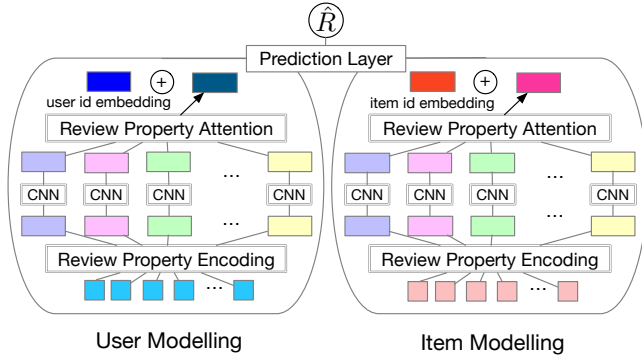 R̂
Prediction Layer
+
+
user id embedding
item id embedding
Review Property Attention
Review Property Attention
...
...
CNN CNN CNN CNN
CNN CNN CNN CNN
...
...
Review Property Encoding
Review Property Encoding
...
...
User Modelling
Item Modelling